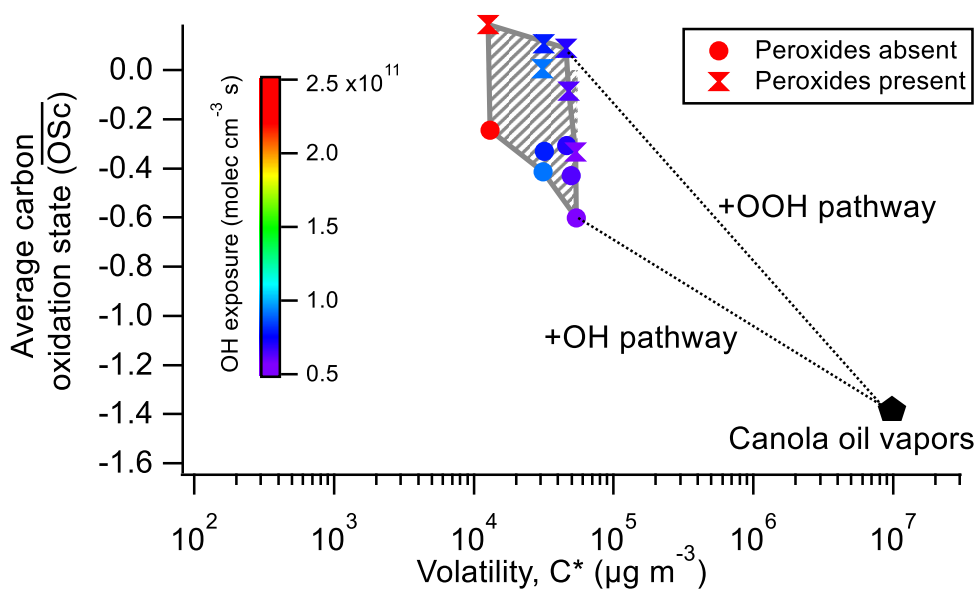 Peroxides absent
Peroxides present
Average carbon
oxidation state (OSc)
0.0
-0.2
-0.4
-0.6
-0.8
-1.0
-1.2
-1.4
-1.6
OH exposure (molec cm⁻³ s)
2.5 x10¹¹
2.0
1.5
1.0
0.5
+OOH pathway
+OH pathway
Canola oil vapors
10² 10³ 10⁴ 10⁵ 10⁶ 10⁷
Volatility, C* (µg m⁻³)